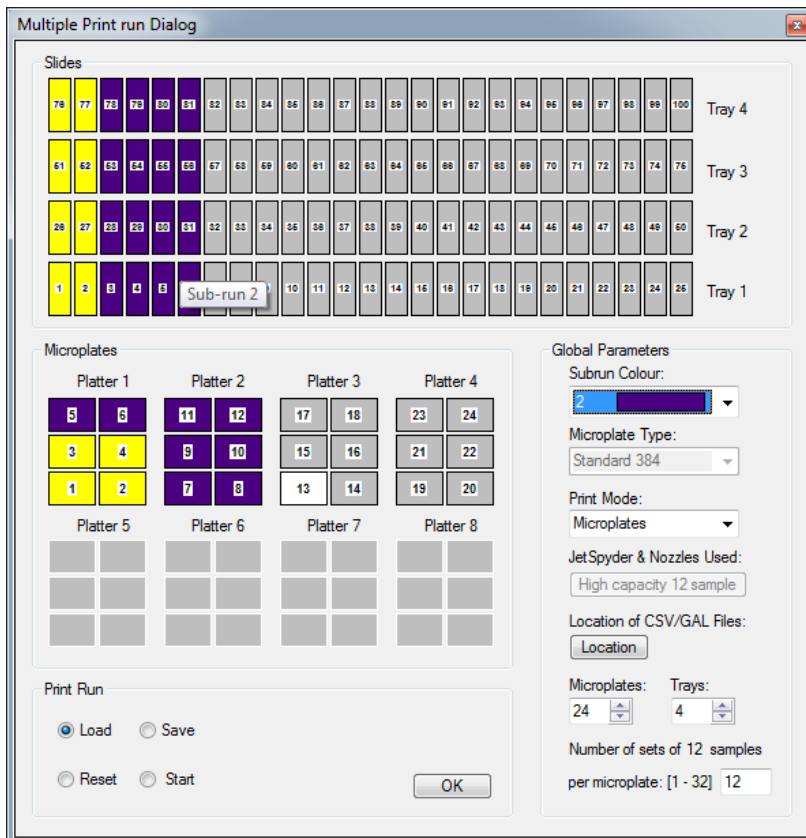 Multiple Print run Dialog
Slides
76 77 78 79 80 81 82 83 84 85 86 87 88 89 90 91 92 93 94 95 96 97 98 99 100 Tray 4
51 52 53 54 55 56 57 58 59 60 61 62 63 64 65 66 67 68 69 70 71 72 73 74 75 Tray 3
26 27 28 29 30 31 32 33 34 35 36 37 38 39 40 41 42 43 44 45 46 47 48 49 50 Tray 2
1 2 3 4 5 Sub-run 2 10 11 12 13 14 15 16 17 18 19 20 21 22 23 24 25 Tray 1
Microplates
Platter 1 Platter 2 Platter 3 Platter 4
5 6 11 12 17 18 23 24
3 4 9 10 15 16 21 22
1 2 7 8 13 14 19 20
Platter 5 Platter 6 Platter 7 Platter 8
Print Run
Load Save
Reset Start
OK
Global Parameters
Subrun Colour:
2
Microplate Type:
Standard 384
Print Mode:
Microplates
JetSpyder & Nozzles Used:
High capacity 12 sample
Location of CSV/GAL Files:
Location
Microplates: Trays:
24 4
Number of sets of 12 samples
per microplate: [1 - 32] 12